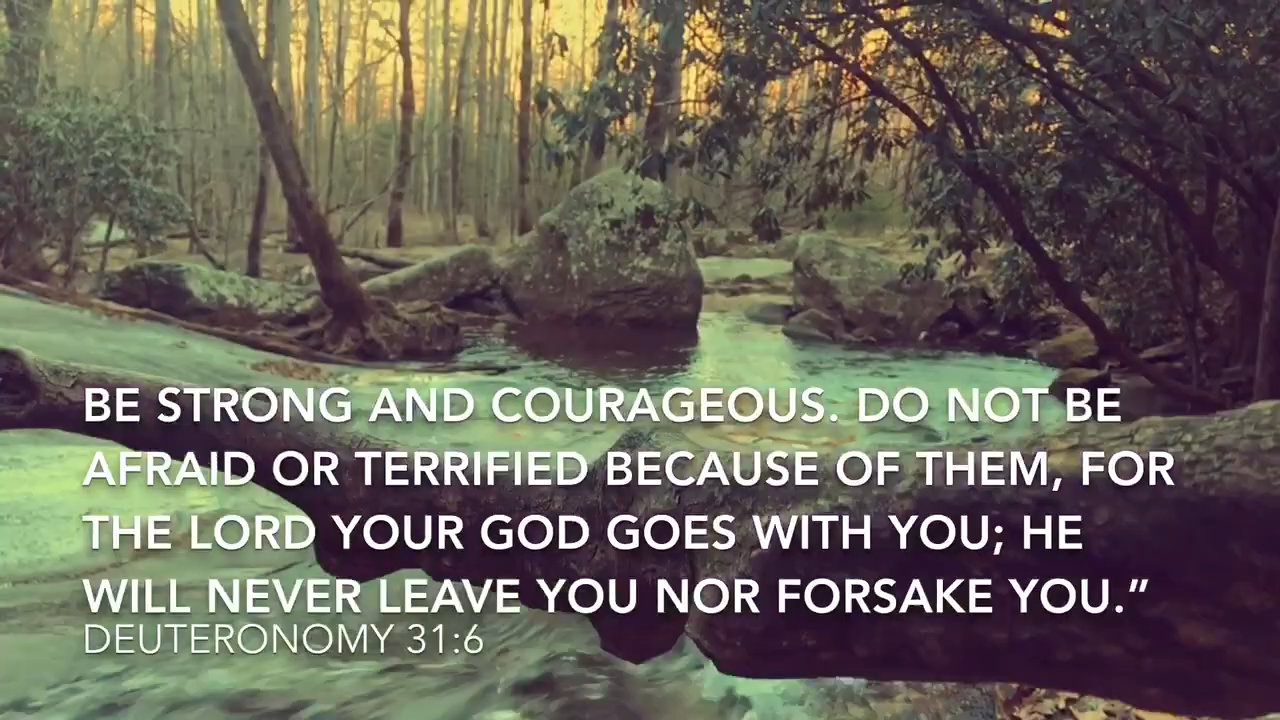 BE STRONG AND COURAGEOUS. DO NOT BE
AFRAID OR TERRIFIED BECAUSE OF THEM, FOR
THE LORD YOUR GOD GOES WITH YOU; HE
WILL NEVER LEAVE YOU NOR FORSAKE YOU.”
DEUTERONOMY 31:6